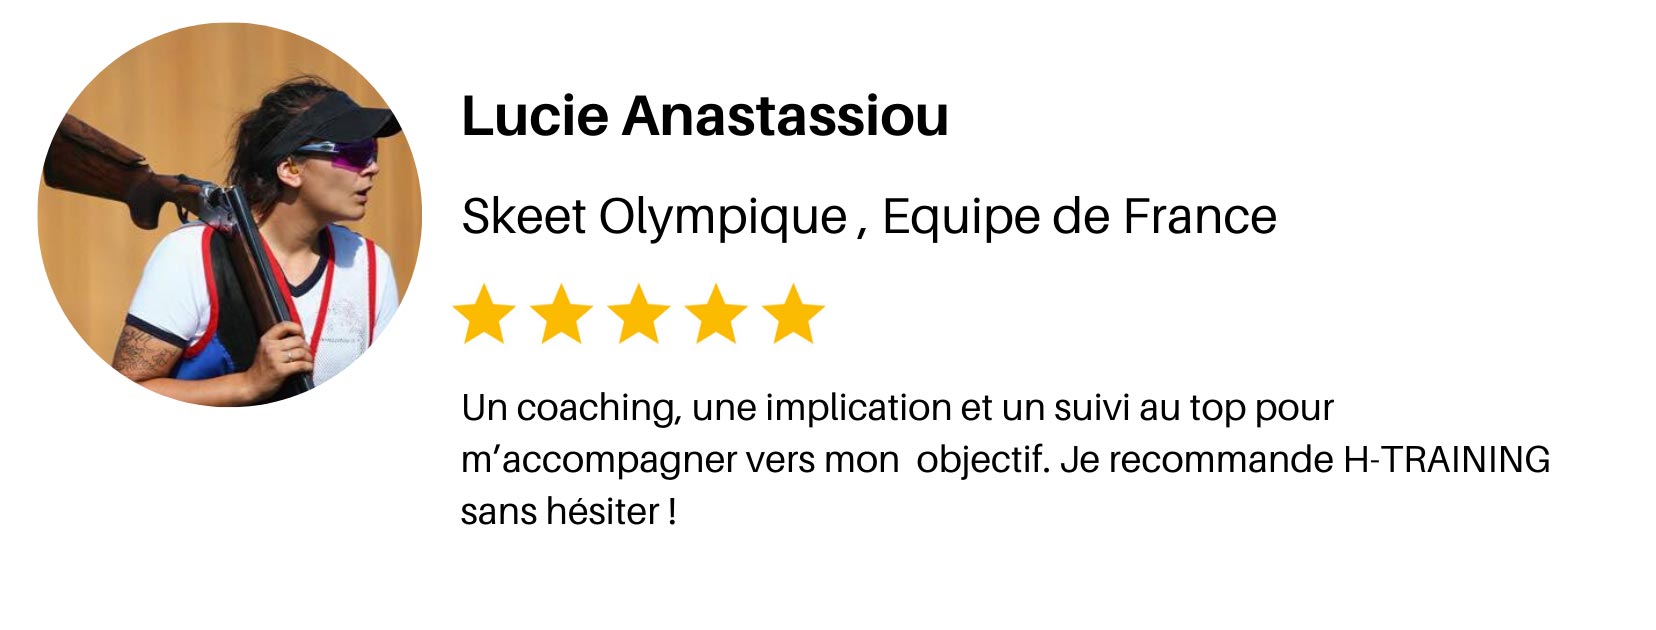 Lucie Anastassiou
Skeet Olympique , Equipe de France
Un coaching, une implication et un suivi au top pour
m’accompagner vers mon  objectif. Je recommande H-TRAINING
sans hésiter !